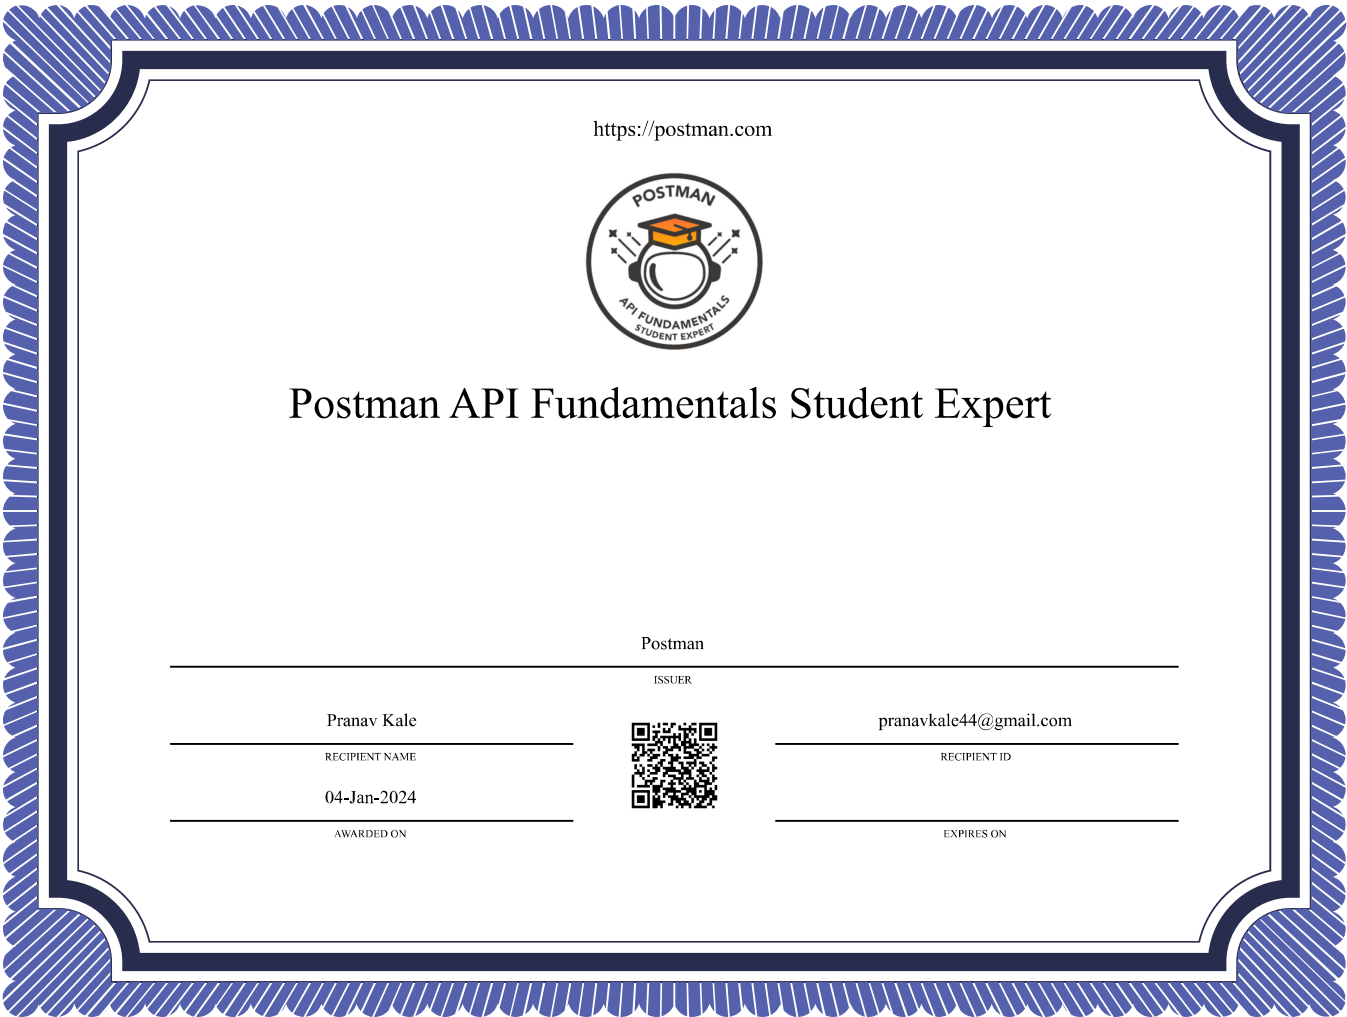 https://postman.com
POSTMAN
API FUNDAMENTALS
STUDENT EXPERT
Postman API Fundamentals Student Expert
Postman
ISSUER
Pranav Kale
RECIPIENT NAME
pranavkale44@gmail.com
RECIPIENT ID
04-Jan-2024
AWARDED ON
EXPIRES ON